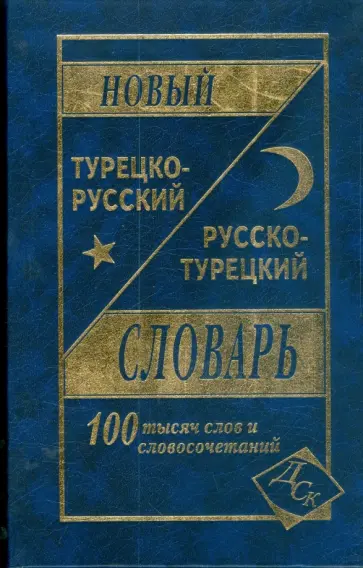 НОВЫЙ
ТУРЕЦКО-
РУССКИЙ
РУССКО-
ТУРЕЦКИЙ
СЛОВАРЬ
100 тысяч слов и
словосочетаний
ДСК